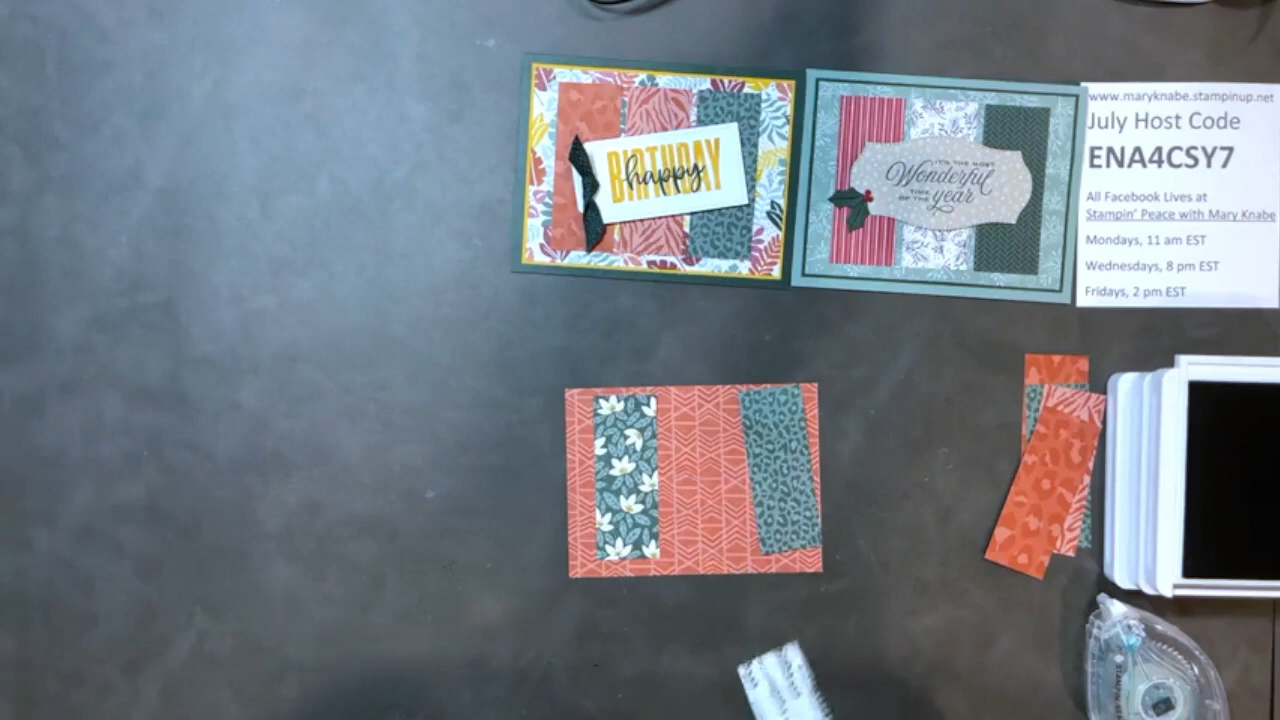 BIRTHDAY
happy
IT'S THE MOST
Wonderful
TIME
OF THE year
www.maryknabe.stampinup.net
July Host Code
ENA4CSY7
All Facebook Lives at
Stampin' Peace with Mary Knabe
Mondays, 11 am EST
Wednesdays, 8 pm EST
Fridays, 2 pm EST